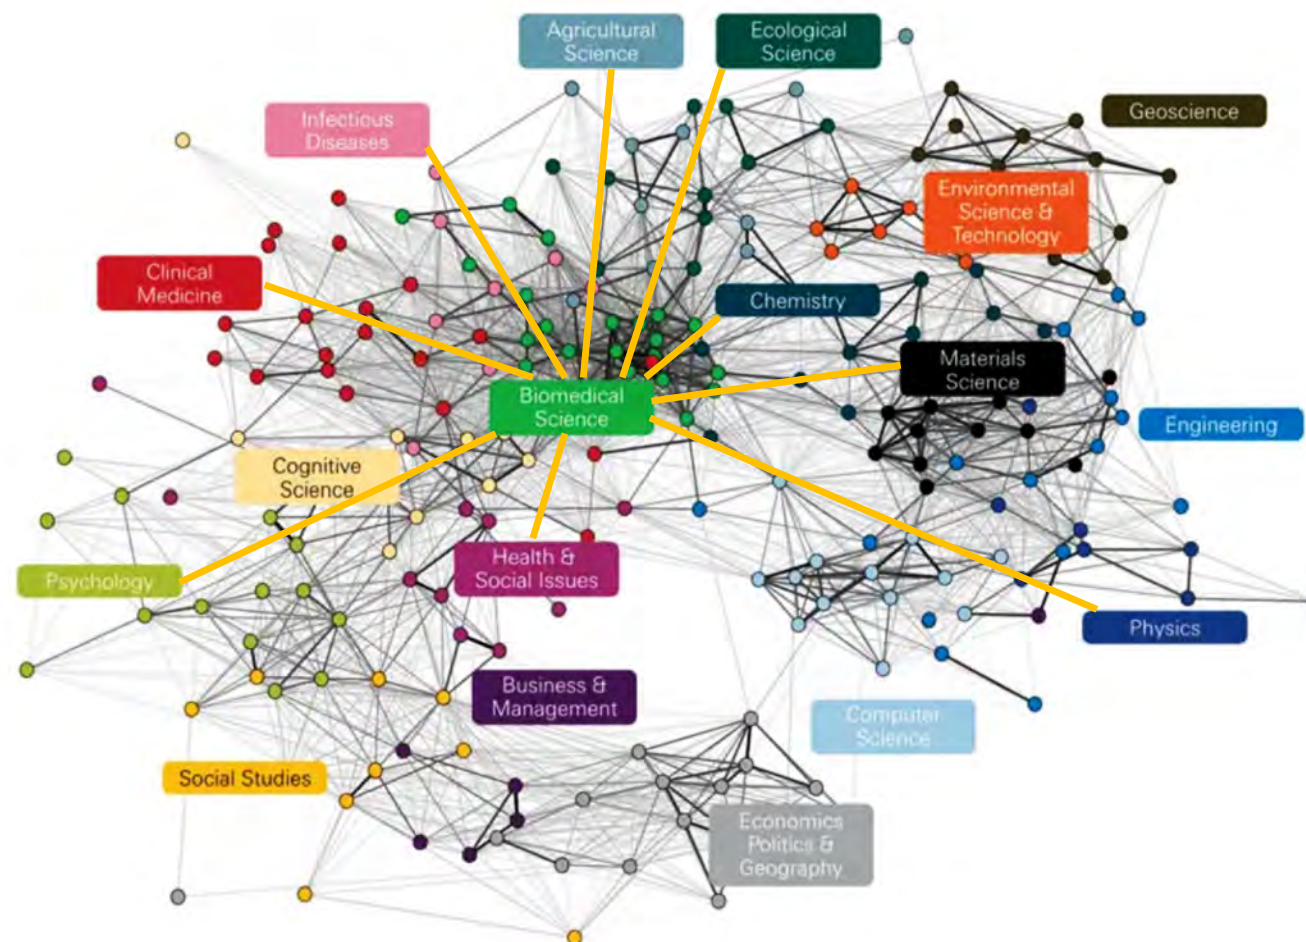 Agricultural
Science
Ecological
Science
Geoscience
Infectious
Diseases
Environmental
Science &
Technology
Clinical
Medicine
Chemistry
Materials
Science
Biomedical
Science
Engineering
Cognitive
Science
Health &
Social Issues
Psychology
Physics
Business &
Management
Computer
Science
Social Studies
Economics
Politics &
Geography